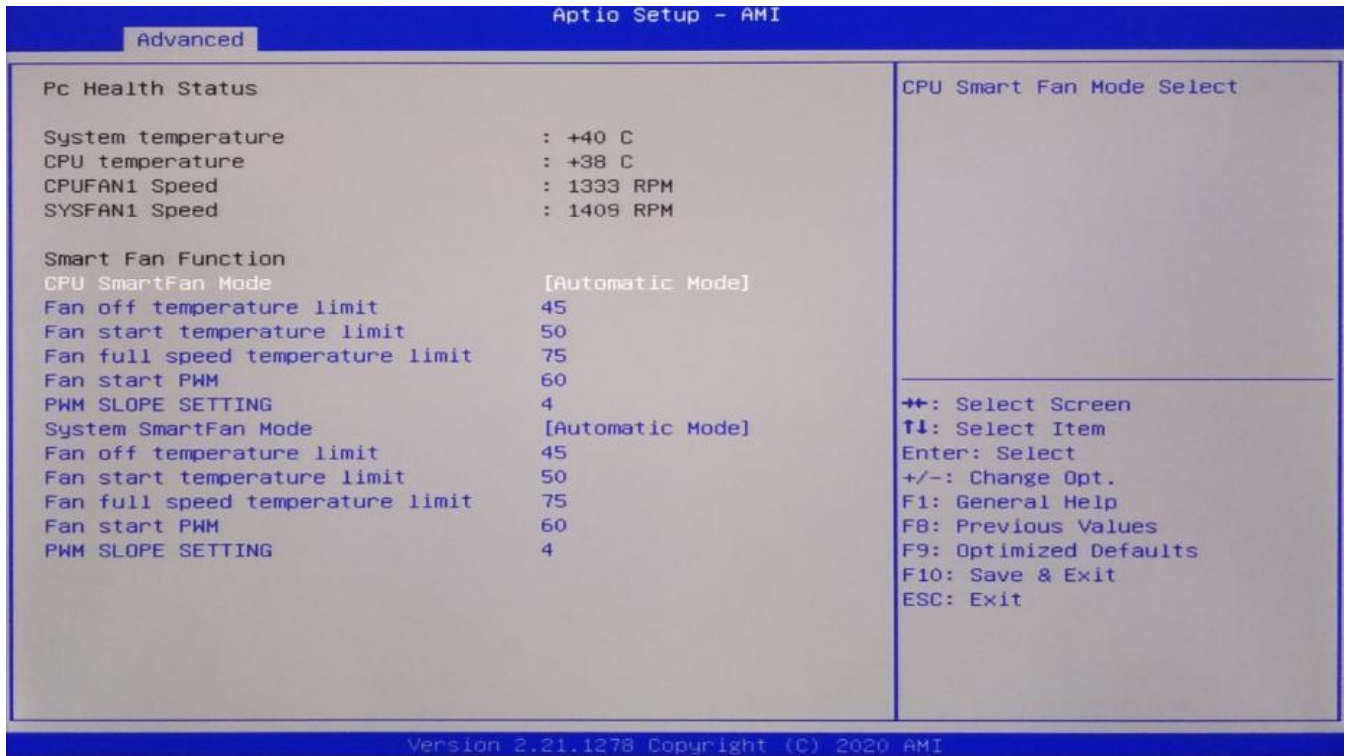 Aptio Setup - AMI
Advanced
Pc Health Status
System temperature : +40 C
CPU temperature : +38 C
CPUFAN1 Speed : 1333 RPM
SYSFAN1 Speed : 1409 RPM
Smart Fan Function
CPU SmartFan Mode [Automatic Mode]
Fan off temperature limit 45
Fan start temperature limit 50
Fan full speed temperature limit 75
Fan start PWM 60
PWM SLOPE SETTING 4
System SmartFan Mode [Automatic Mode]
Fan off temperature limit 45
Fan start temperature limit 50
Fan full speed temperature limit 75
Fan start PWM 60
PWM SLOPE SETTING 4
CPU Smart Fan Mode Select
→←: Select Screen
↑↓: Select Item
Enter: Select
+/-: Change Opt.
F1: General Help
F8: Previous Values
F9: Optimized Defaults
F10: Save & Exit
ESC: Exit
Version 2.21.1278 Copyright (C) 2020 AMI